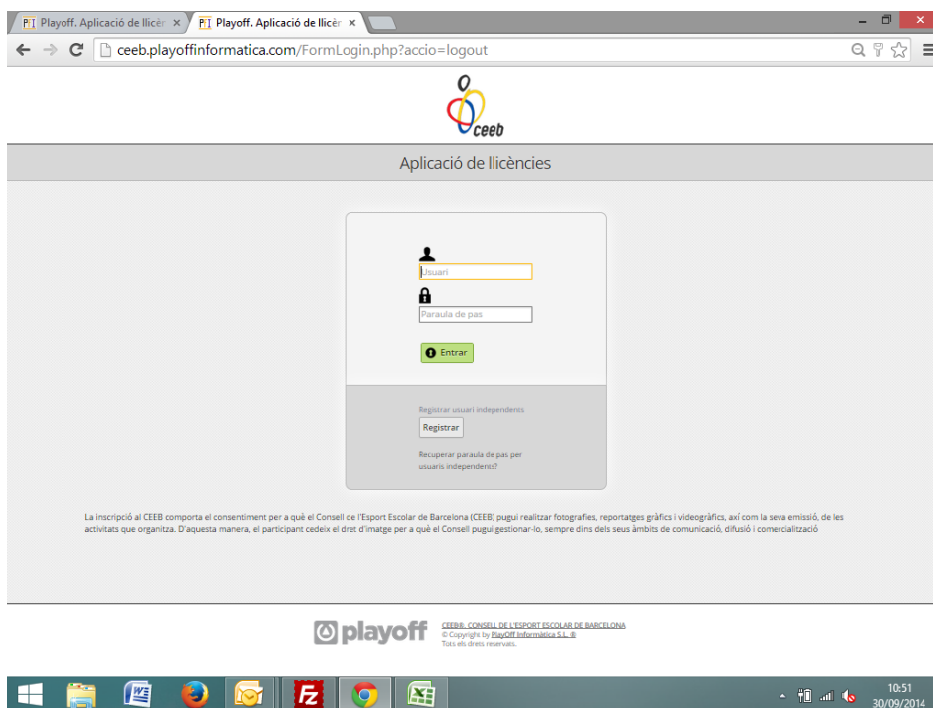 Playoff. Aplicació de llicèn
Playoff. Aplicació de llicèn
ceeb.playoffinformatica.com/FormLogin.php?accio=logout
ceeb
Aplicació de llicències
Usuari
Paraula de pas
Entrar
Registrar usuari independents
Registrar
Recuperar paraula de pas per
usuaris independents?
La inscripció al CEEB comporta el consentiment per a què el Consell ce l'Esport Escolar de Barcelona (CEEB) pugui realitzar fotografies, reportatges gràfics i videogràfics, així com la seva emissió, de les
activitats que organitza. D'aquesta manera, el participant cedeix el dret d'imatge per a què el Consell pugui gestionar-lo, sempre dins dels seus àmbits de comunicació, difusió i comercialització
playoff
CEEB®: CONSELL DE L'ESPORT ESCOLAR DE BARCELONA
© Copyright by PlayOff Informàtica S.L. ®
Tots els drets reservats.
10:51
30/09/2014